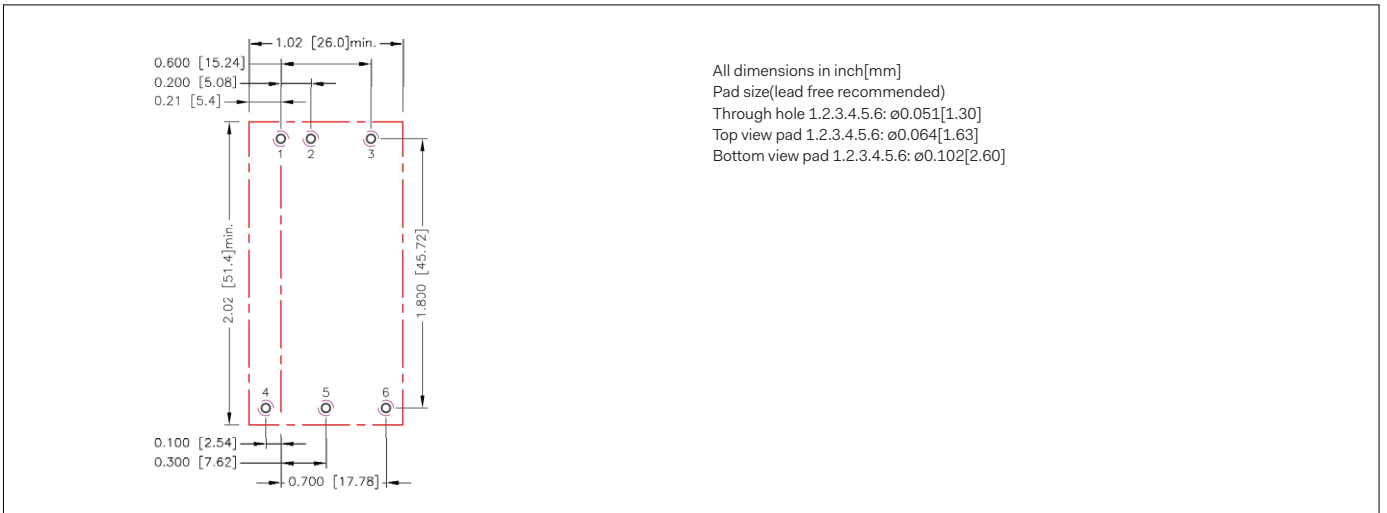 1.02 [26.0]min.
0.600 [15.24]
0.200 [5.08]
0.21 [5.4]
1 2 3
2.02 [51.4]min.
1.800 [45.72]
4 5 6
0.100 [2.54]
0.300 [7.62]
0.700 [17.78]
All dimensions in inch[mm]
Pad size(lead free recommended)
Through hole 1.2.3.4.5.6: ø0.051[1.30]
Top view pad 1.2.3.4.5.6: ø0.064[1.63]
Bottom view pad 1.2.3.4.5.6: ø0.102[2.60]